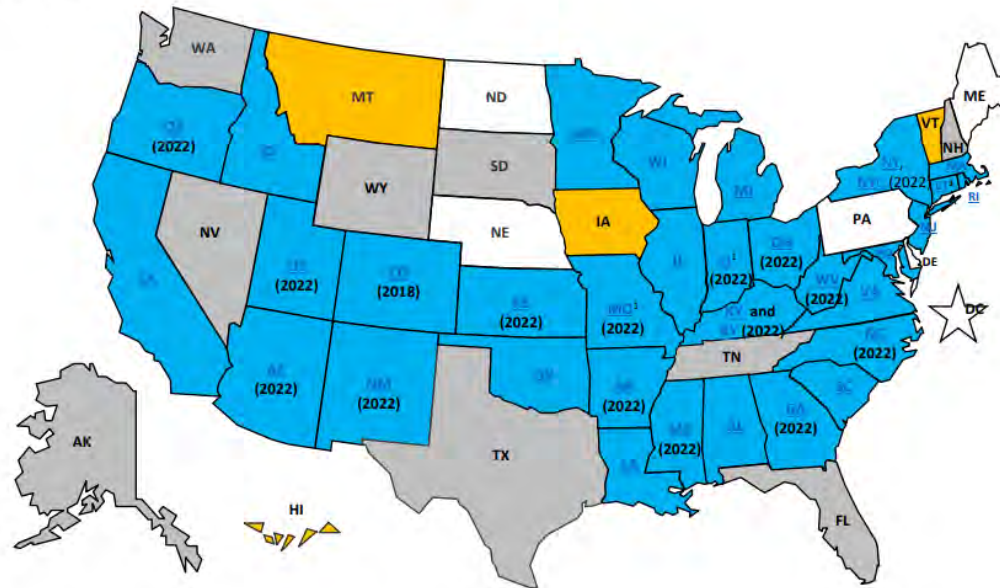 WA
MT
ND
ME
VT
NH
OR
(2022)
ID
MN
WI
MI
NY,
NYC (2022
SD
WY
RI
IA
NE
PA
NJ
NV
DE
UT
(2022)
CO
(2018)
CA
IL
(2022)
OH
(2022)
WV
(2022)
VA
DC
KS
(2022)
MO¹
(2022)
KY and
(2022)
NC
(2022)
TN
AZ
(2022)
NM
(2022)
OK
AR
(2022)
SC
MS
(2022)
AL
GA
(2022)
AK
TX
LA
HI
FL